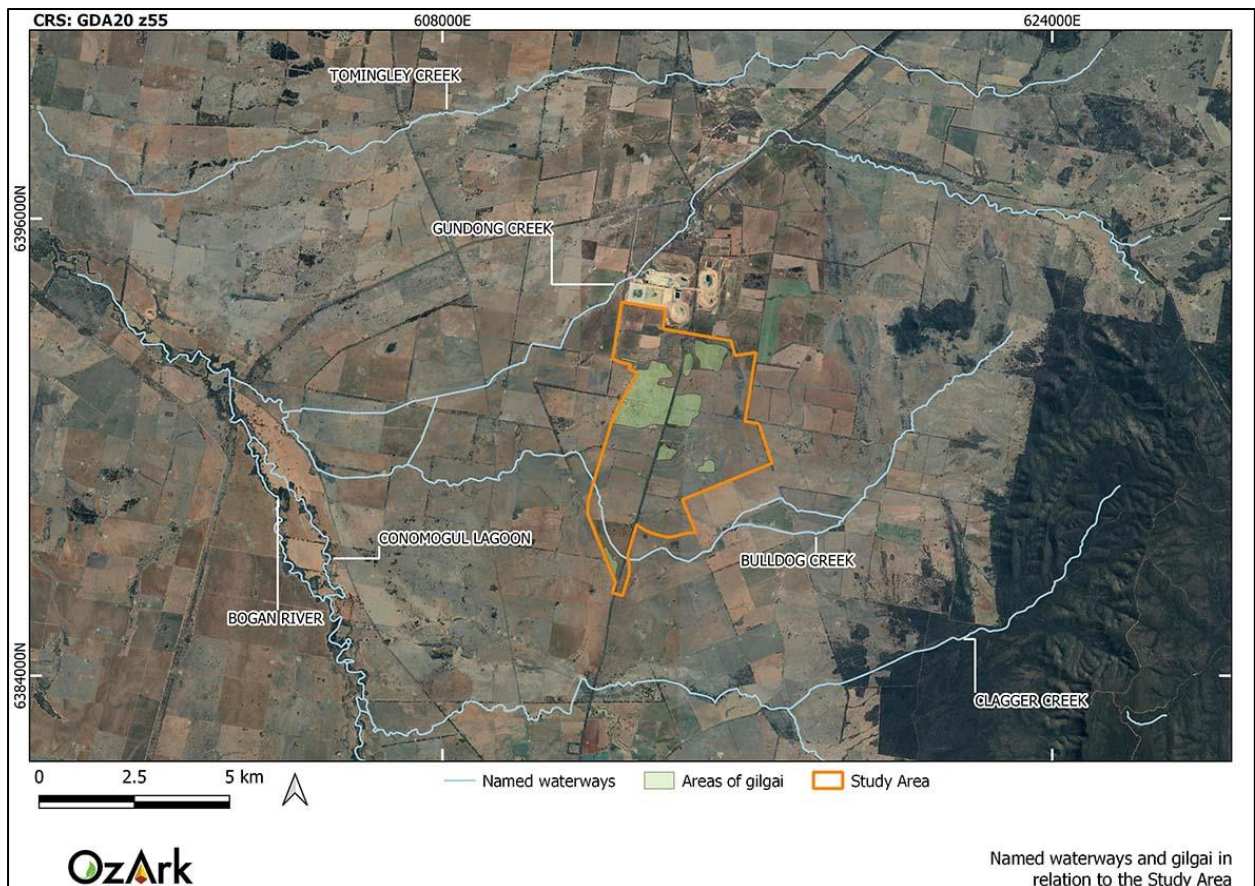 CRS: GDA20 z55
608000E
624000E
TOMINGLEY CREEK
6396000N
GUNDONG CREEK
CONOMOGUL LAGOON
BULLDOG CREEK
BOGAN RIVER
6384000N
CLAGGER CREEK
0 2.5 5 km
Named waterways
Areas of gilgai
Study Area
OzArk
Named waterways and gilgai in
relation to the Study Area